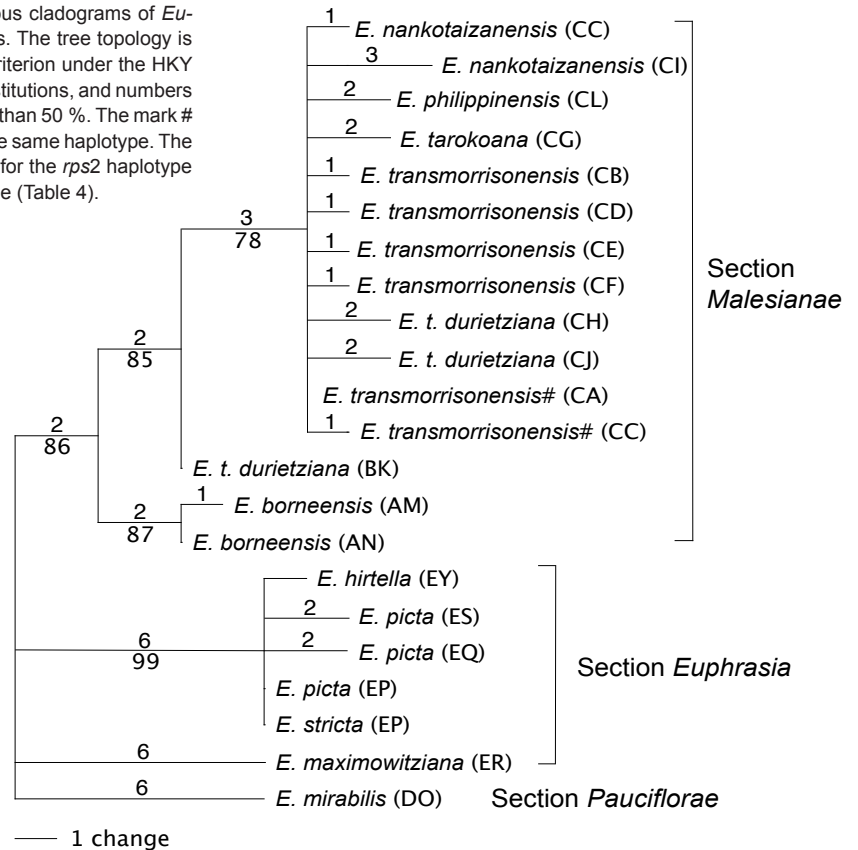 ous cladograms of Eu-
s. The tree topology is
riterion under the HKY
stitutions, and numbers
than 50 %. The mark #
e same haplotype. The
for the rps2 haplotype
e (Table 4).
1 E. nankotaizanensis (CC)
3 E. nankotaizanensis (CI)
2 E. philippinensis (CL)
2 E. tarokoana (CG)
1 E. transmorrisonensis (CB)
1 E. transmorrisonensis (CD)
1 E. transmorrisonensis (CE)
1 E. transmorrisonensis (CF)
2 E. t. durietziana (CH)
2 E. t. durietziana (CJ)
E. transmorrisonensis# (CA)
1 E. transmorrisonensis# (CC)
3
78
2
85
2
86
E. t. durietziana (BK)
1 E. borneensis (AM)
2
87
E. borneensis (AN)
Section
Malesianae
E. hirtella (EY)
2 E. picta (ES)
2 E. picta (EQ)
6
99
E. picta (EP)
E. stricta (EP)
Section Euphrasia
6 E. maximowitziana (ER)
6 E. mirabilis (DO) Section Pauciflorae
1 change